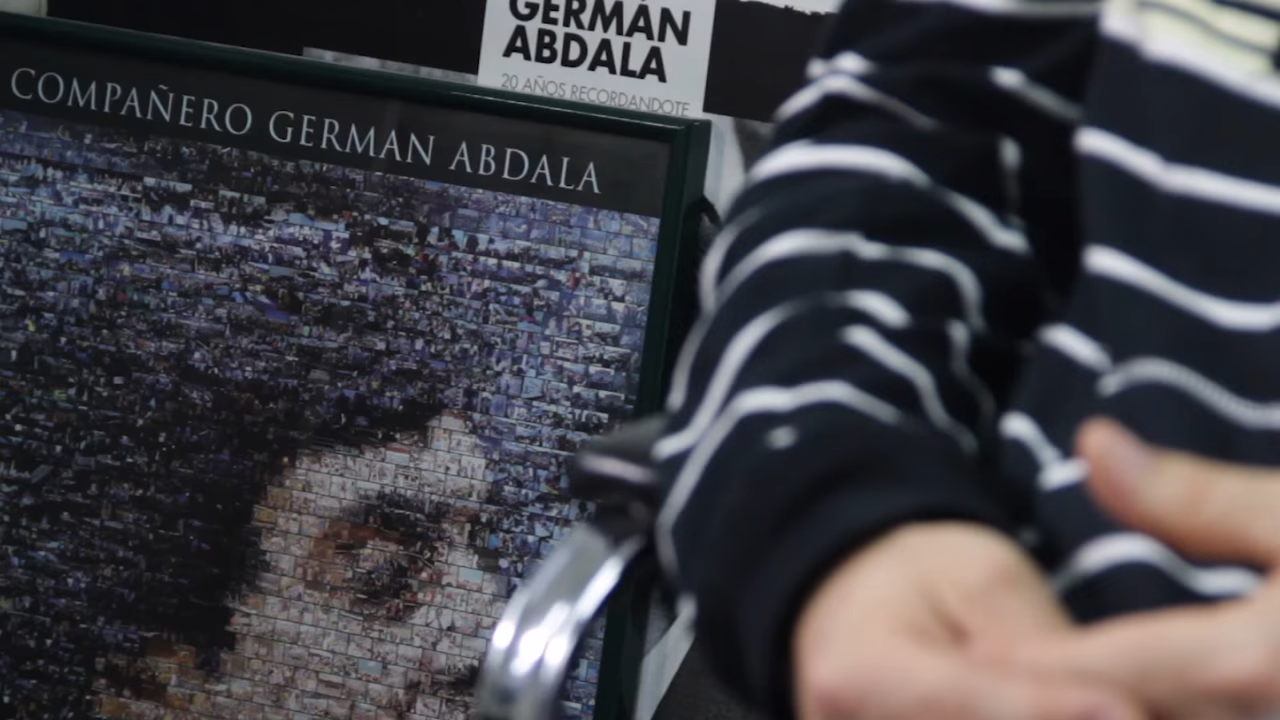 GERMÁN
ABDALA
20 AÑOS RECORDANDOTE
COMPAÑERO GERMAN ABDALA